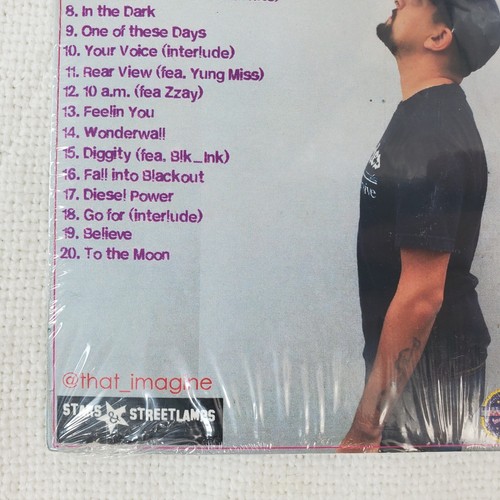 8. In the Dark
9. One of these Days
10. Your Voice (interlude)
11. Rear View (fea. Yung Miss)
12. 10 a.m. (fea Zzay)
13. Feelin You
14. Wonderwall
15. Diggity (fea. Blk_Ink)
16. Fall into Blackout
17. Diesel Power
18. Go for (interlude)
19. Believe
20. To the Moon
@that_imagine
STARS & STREETLAMPS